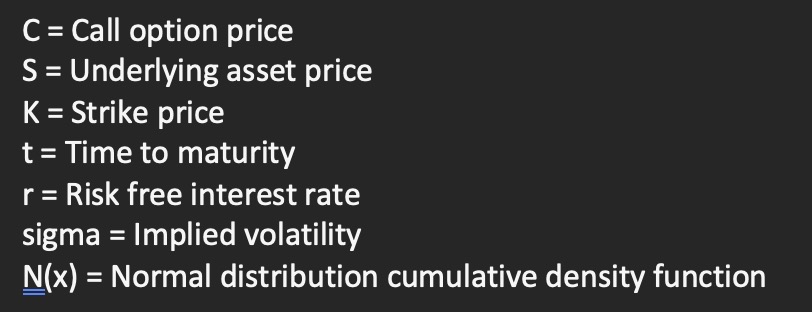 C = Call option price
S = Underlying asset price
K = Strike price
t = Time to maturity
r = Risk free interest rate
sigma = Implied volatility
N(x) = Normal distribution cumulative density function